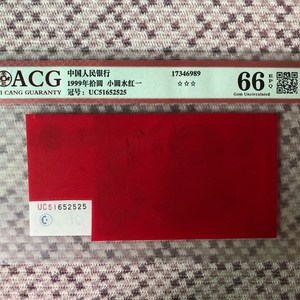 ACG
I CANG GUARANTY
中国人民银行
1999年拾圆 小圆水红一
冠号：UC51652525
17346989
☆☆☆
66 EPQ
Gem Uncirculated
UC51652525